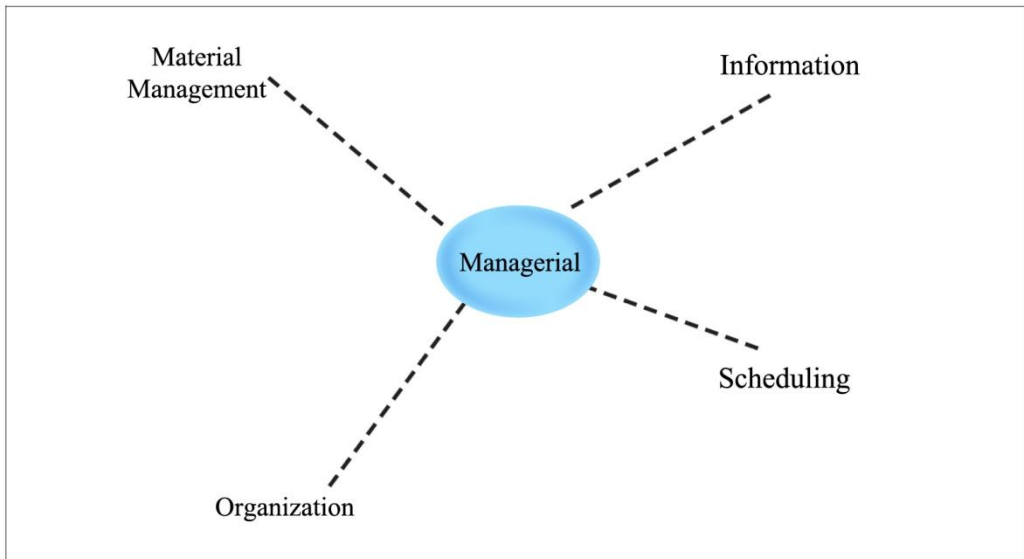 Material
Management
Information
Managerial
Scheduling
Organization